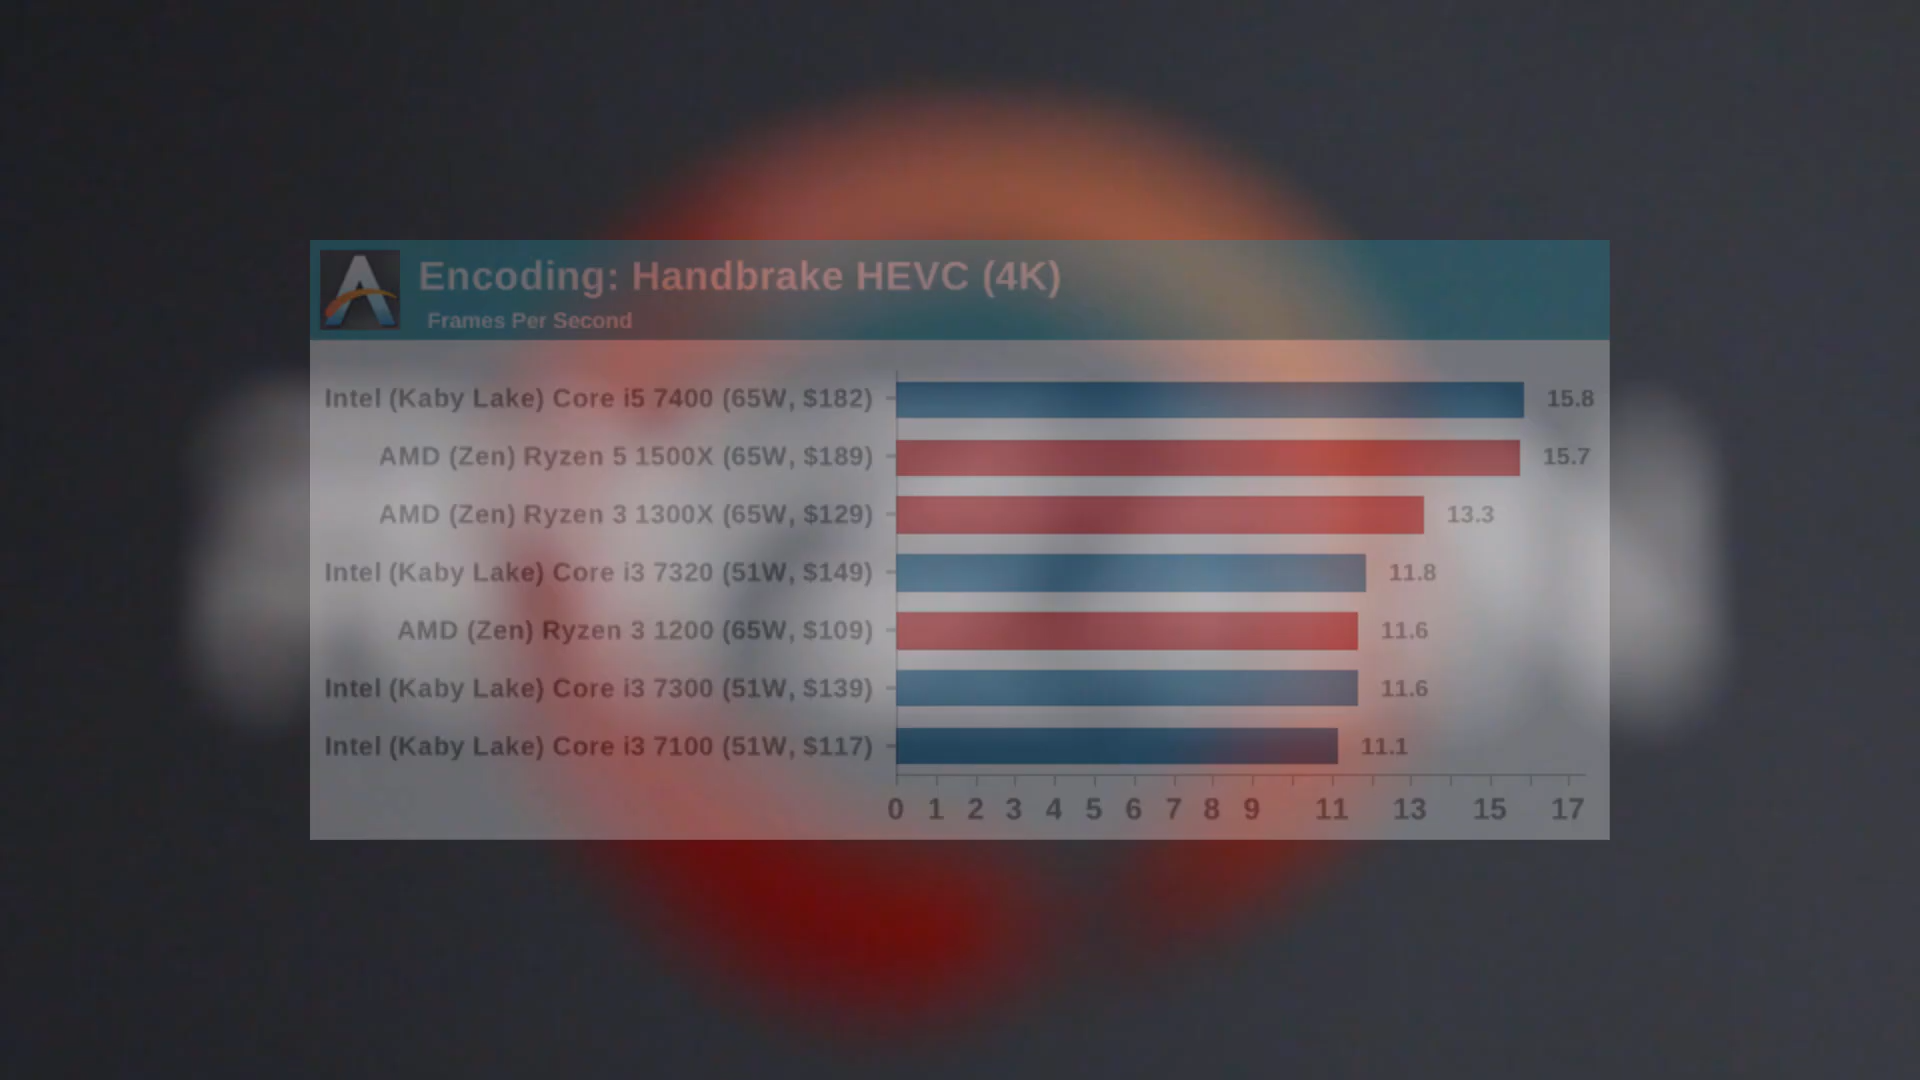 Encoding: Handbrake HEVC (4K)
Frames Per Second
Intel (Kaby Lake) Core i5 7400 (65W, $182) 15.8
AMD (Zen) Ryzen 5 1500X (65W, $189) 15.7
AMD (Zen) Ryzen 3 1300X (65W, $129) 13.3
Intel (Kaby Lake) Core i3 7320 (51W, $149) 11.8
AMD (Zen) Ryzen 3 1200 (65W, $109) 11.6
Intel (Kaby Lake) Core i3 7300 (51W, $139) 11.6
Intel (Kaby Lake) Core i3 7100 (51W, $117) 11.1
0 1 2 3 4 5 6 7 8 9 11 13 15 17